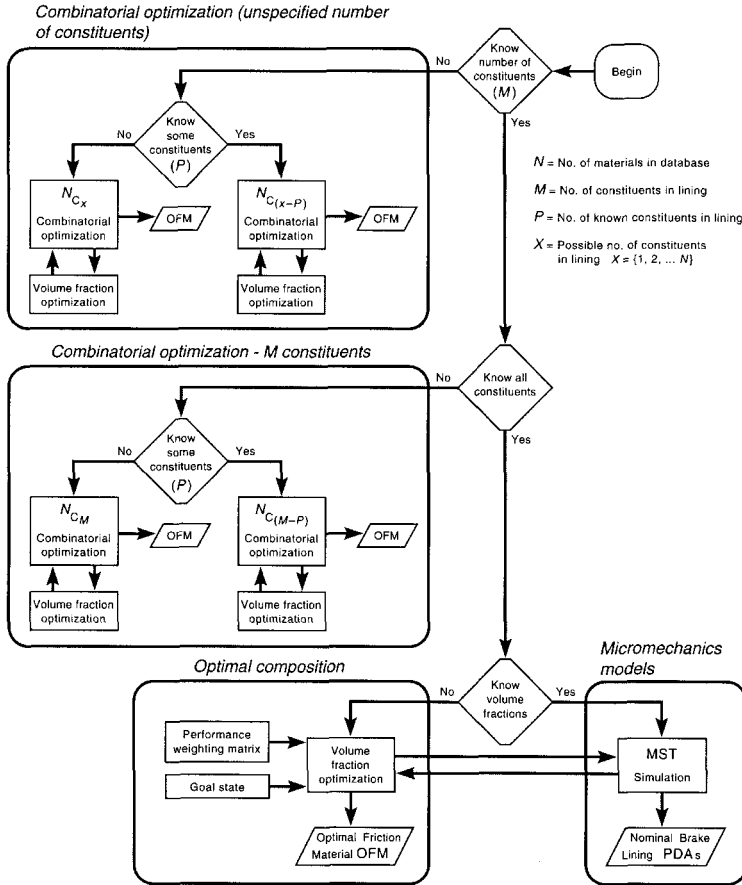 Combinatorial optimization (unspecified number
of constituents)
Know
number of
constituents
(M)
Begin
No
Yes
Know
some
constituents
(P)
No
Yes
N C x
Combinatorial
optimization
OFM
Volume fraction
optimization
N C (x–P)
Combinatorial
optimization
OFM
Volume fraction
optimization
N = No. of materials in database
M = No. of constituents in lining
P = No. of known constituents in lining
X = Possible no. of constituents
in lining X = {1, 2, ... N}
Combinatorial optimization - M constituents
No
Know all
constituents
Yes
Know
some
constituents
(P)
No
Yes
N C M
Combinatorial
optimization
OFM
Volume fraction
optimization
N C (M–P)
Combinatorial
optimization
OFM
Volume fraction
optimization
Optimal composition
Micromechanics
models
No
Know
volume
fractions
Yes
Performance
weighting matrix
Goal state
Volume
fraction
optimization
MST
Simulation
Optimal Friction
Material OFM
Nominal Brake
Lining PDAs